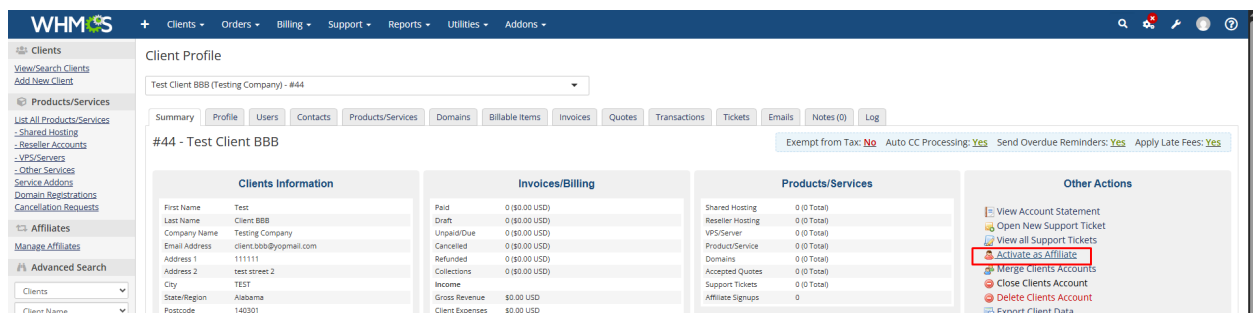 WHMCS + Clients Orders Billing Support Reports Utilities Addons
Clients
View/Search Clients
Add New Client
Products/Services
List All Products/Services
- Shared Hosting
- Reseller Accounts
- VPS/Servers
- Other Services
Service Addons
Domain Registrations
Cancellation Requests
Affiliates
Manage Affiliates
Advanced Search
Clients
Client Name
Client Profile
Test Client BBB (Testing Company) - #44
Summary Profile Users Contacts Products/Services Domains Billable Items Invoices Quotes Transactions Tickets Emails Notes (0) Log
#44 - Test Client BBB
Exempt from Tax: No Auto CC Processing: Yes Send Overdue Reminders: Yes Apply Late Fees: Yes
Clients Information
First Name Test
Last Name Client BBB
Company Name Testing Company
Email Address client.bbb@yopmail.com
Address 1 111111
Address 2 test street 2
City TEST
State/Region Alabama
Postcode 140301
Invoices/Billing
Paid 0 ($0.00 USD)
Draft 0 ($0.00 USD)
Unpaid/Due 0 ($0.00 USD)
Cancelled 0 ($0.00 USD)
Refunded 0 ($0.00 USD)
Collections 0 ($0.00 USD)
Income
Gross Revenue $0.00 USD
Client Expenses $0.00 USD
Products/Services
Shared Hosting 0 (0 Total)
Reseller Hosting 0 (0 Total)
VPS/Server 0 (0 Total)
Product/Service 0 (0 Total)
Domains 0 (0 Total)
Accepted Quotes 0 (0 Total)
Support Tickets 0 (0 Total)
Affiliate Signups 0
Other Actions
View Account Statement
Open New Support Ticket
View all Support Tickets
Activate as Affiliate
Merge Clients Accounts
Close Clients Account
Delete Clients Account
Export Client Data